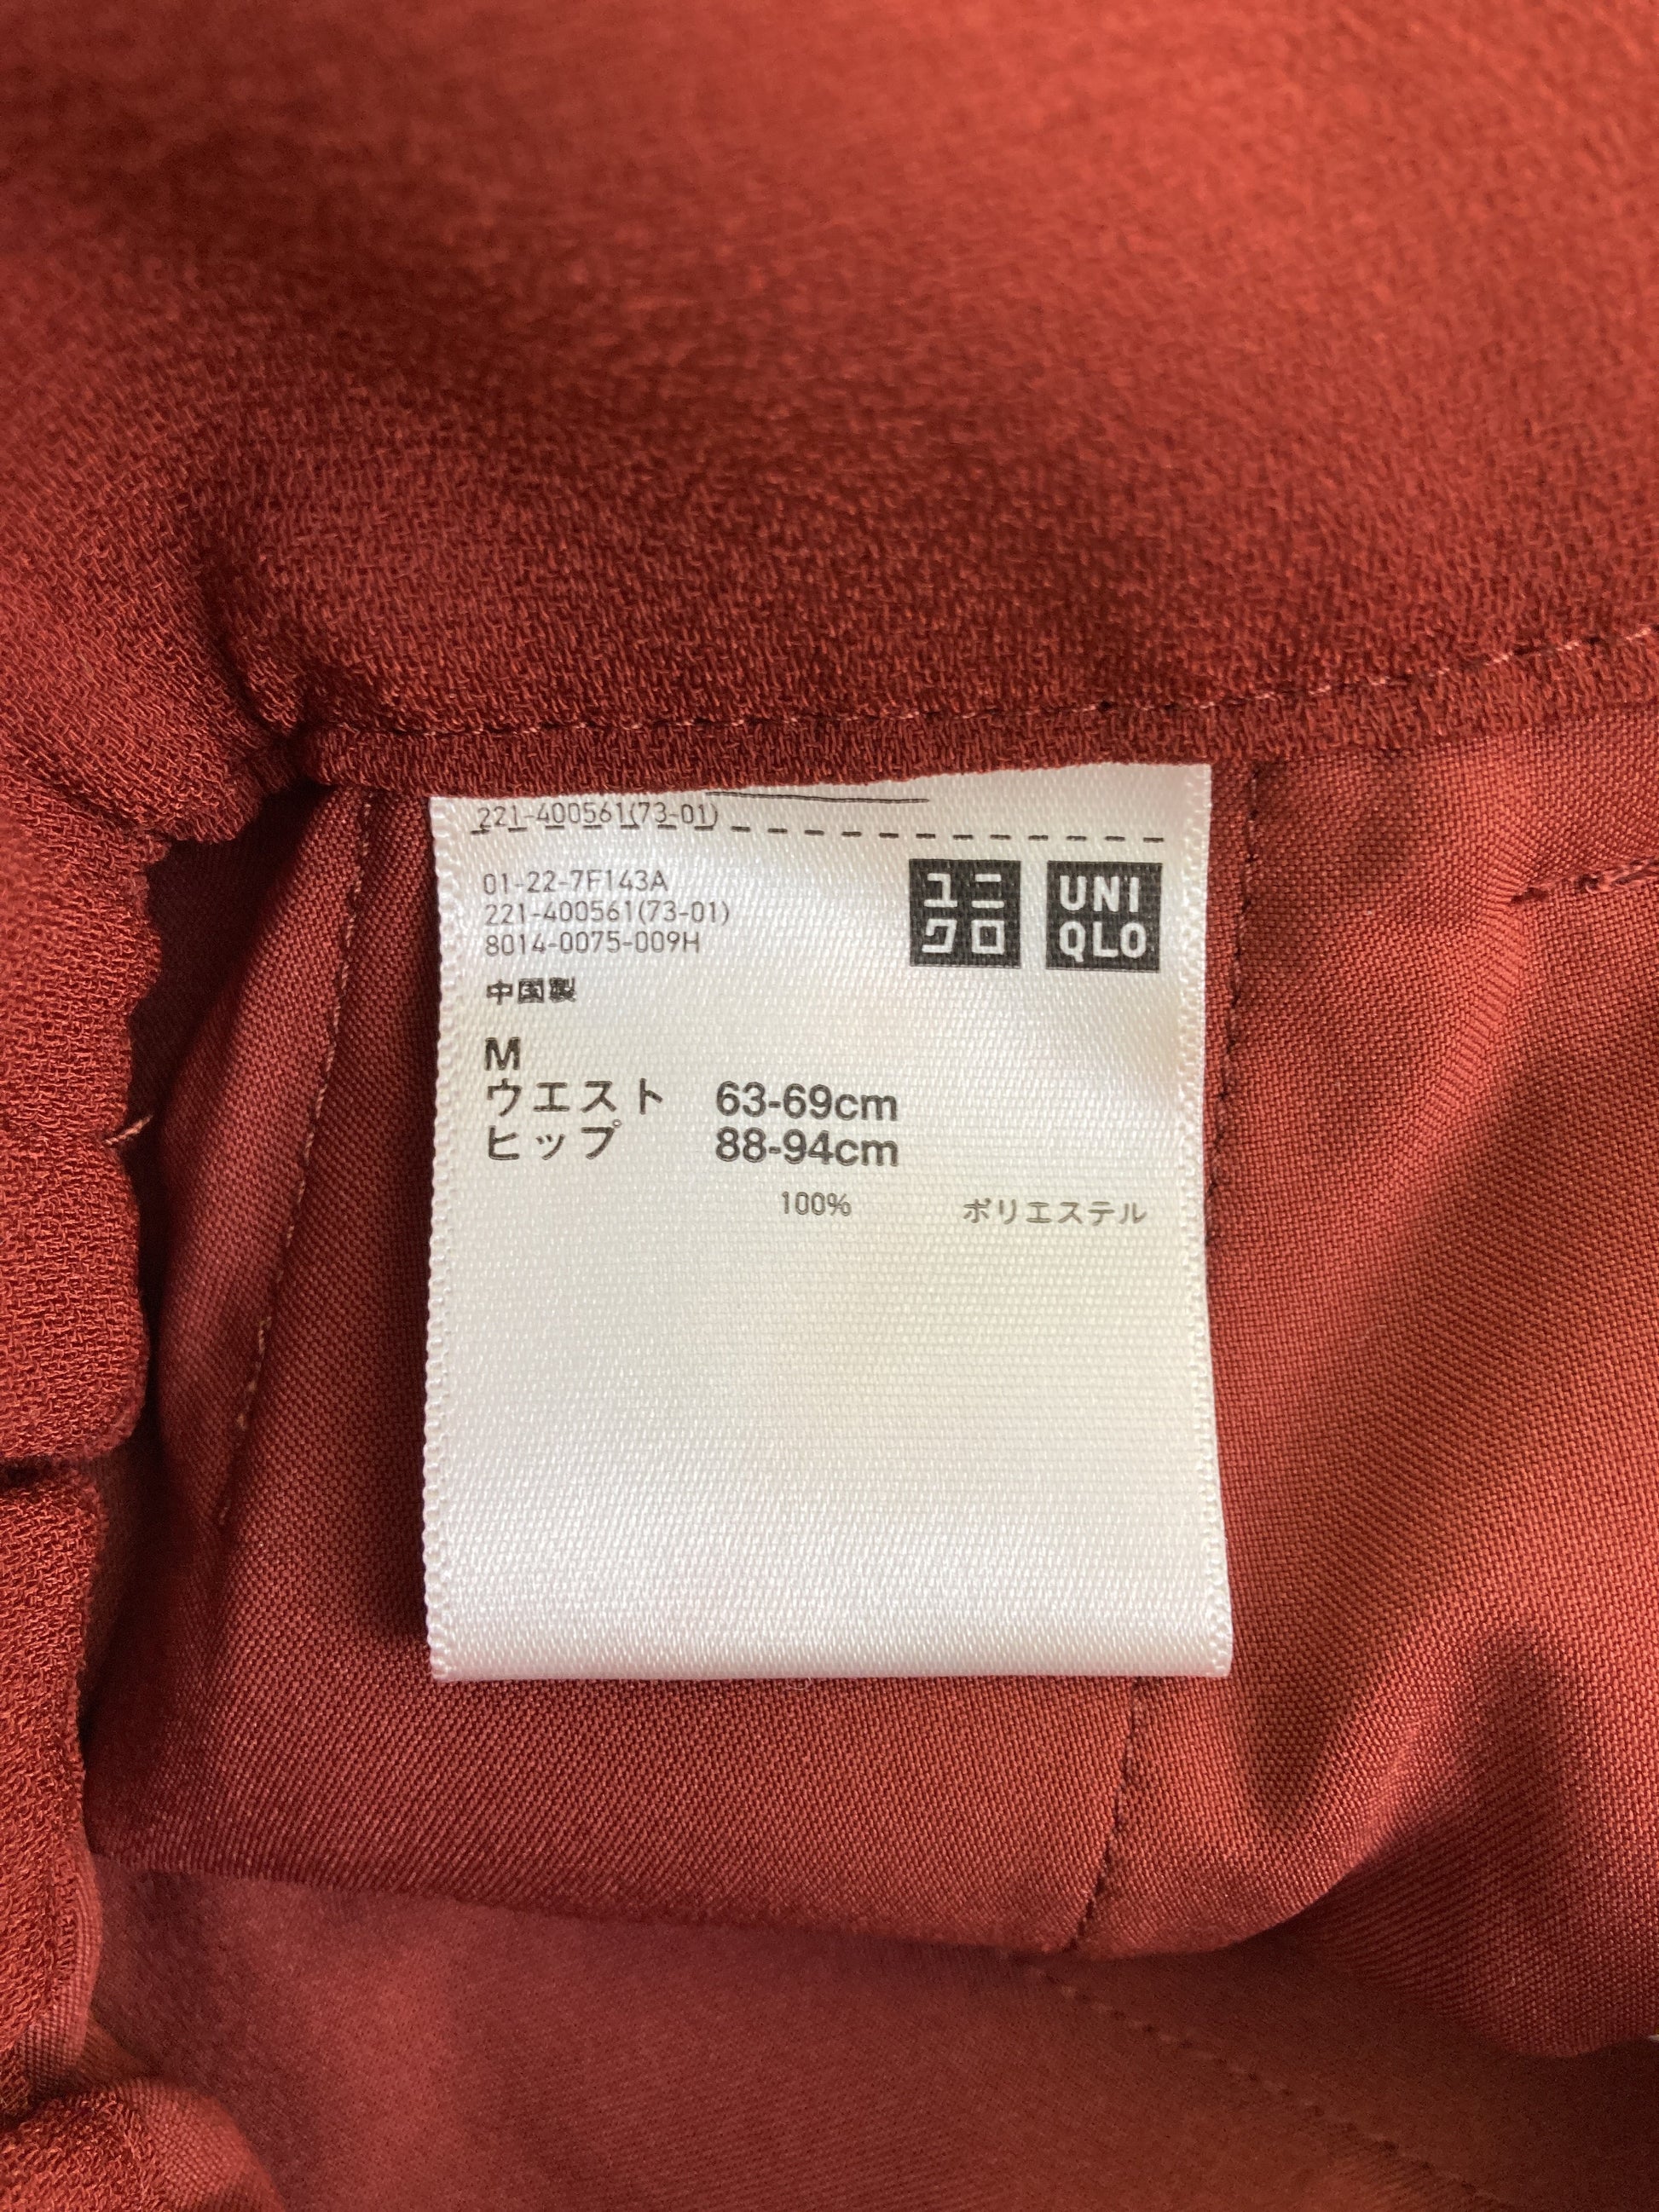 221-400561(73-01)
01-22-7F143A
221-400561(73-01)
8014-0075-009H
ユニ
クロ
UNI
QLO
中国製
M
ウエスト 63-69cm
ヒップ 88-94cm
100% ポリエステル